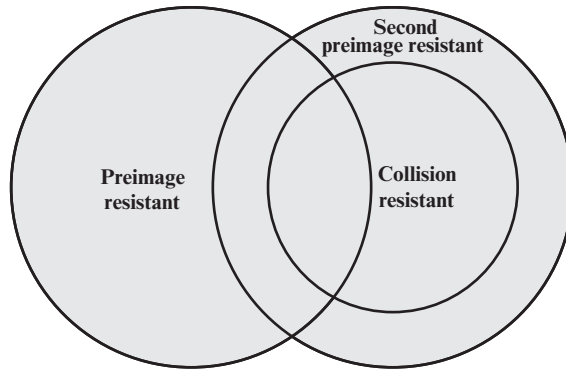 Second
preimage resistant
Preimage
resistant
Collision
resistant